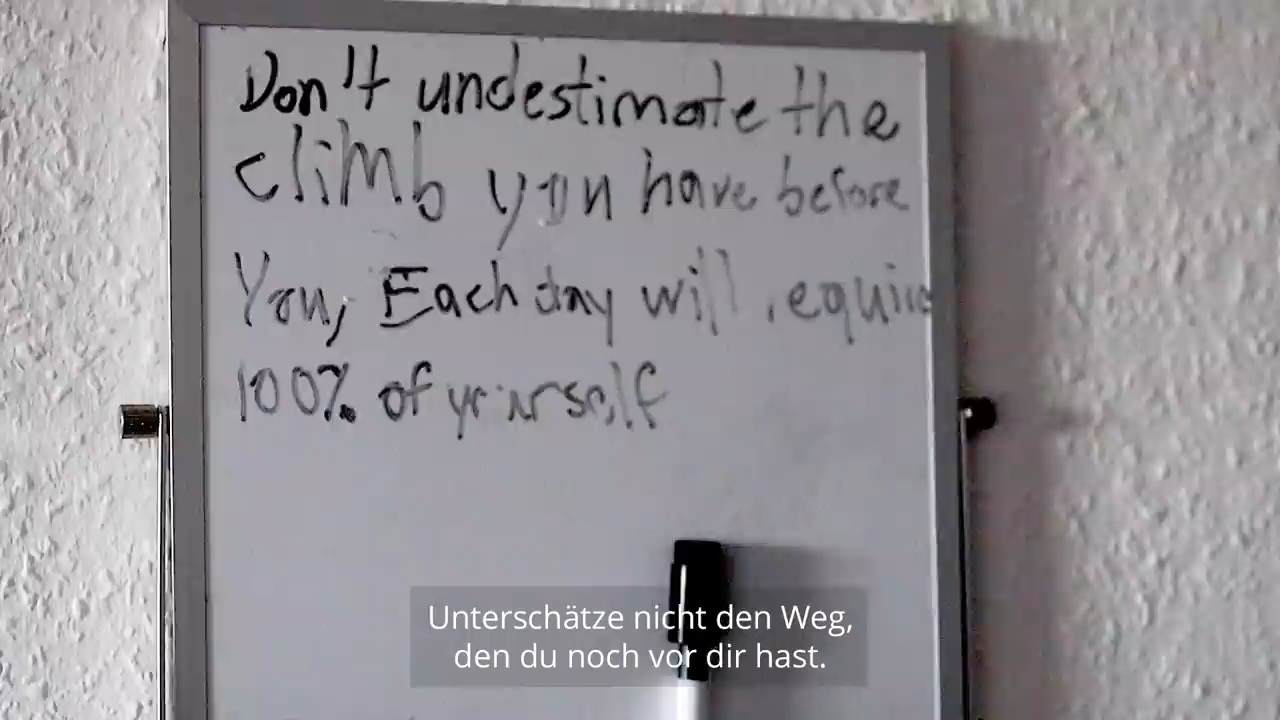 Don't undestimate the
climb you have before
You, Each day will require
100% of yourself
Unterschätze nicht den Weg,
den du noch vor dir hast.